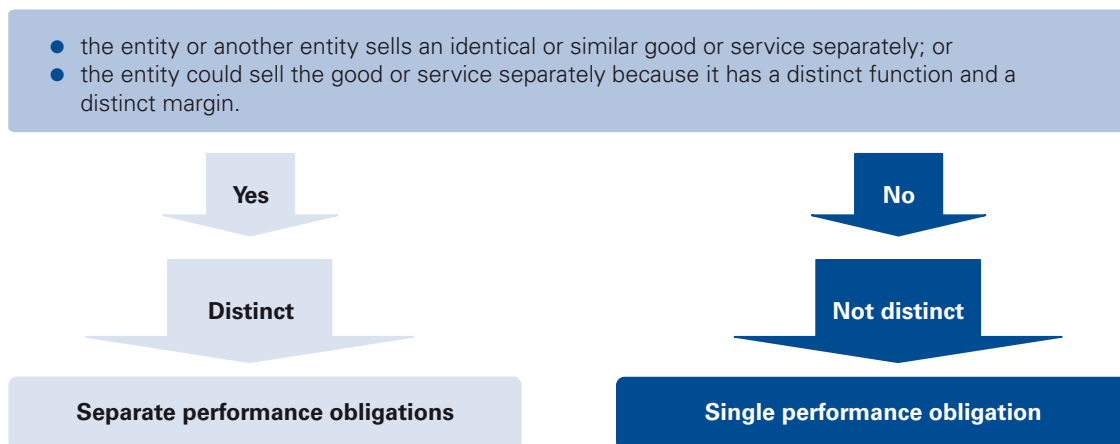 ● the entity or another entity sells an identical or similar good or service separately; or
● the entity could sell the good or service separately because it has a distinct function and a
distinct margin.
Yes
No
Distinct
Not distinct
Separate performance obligations
Single performance obligation